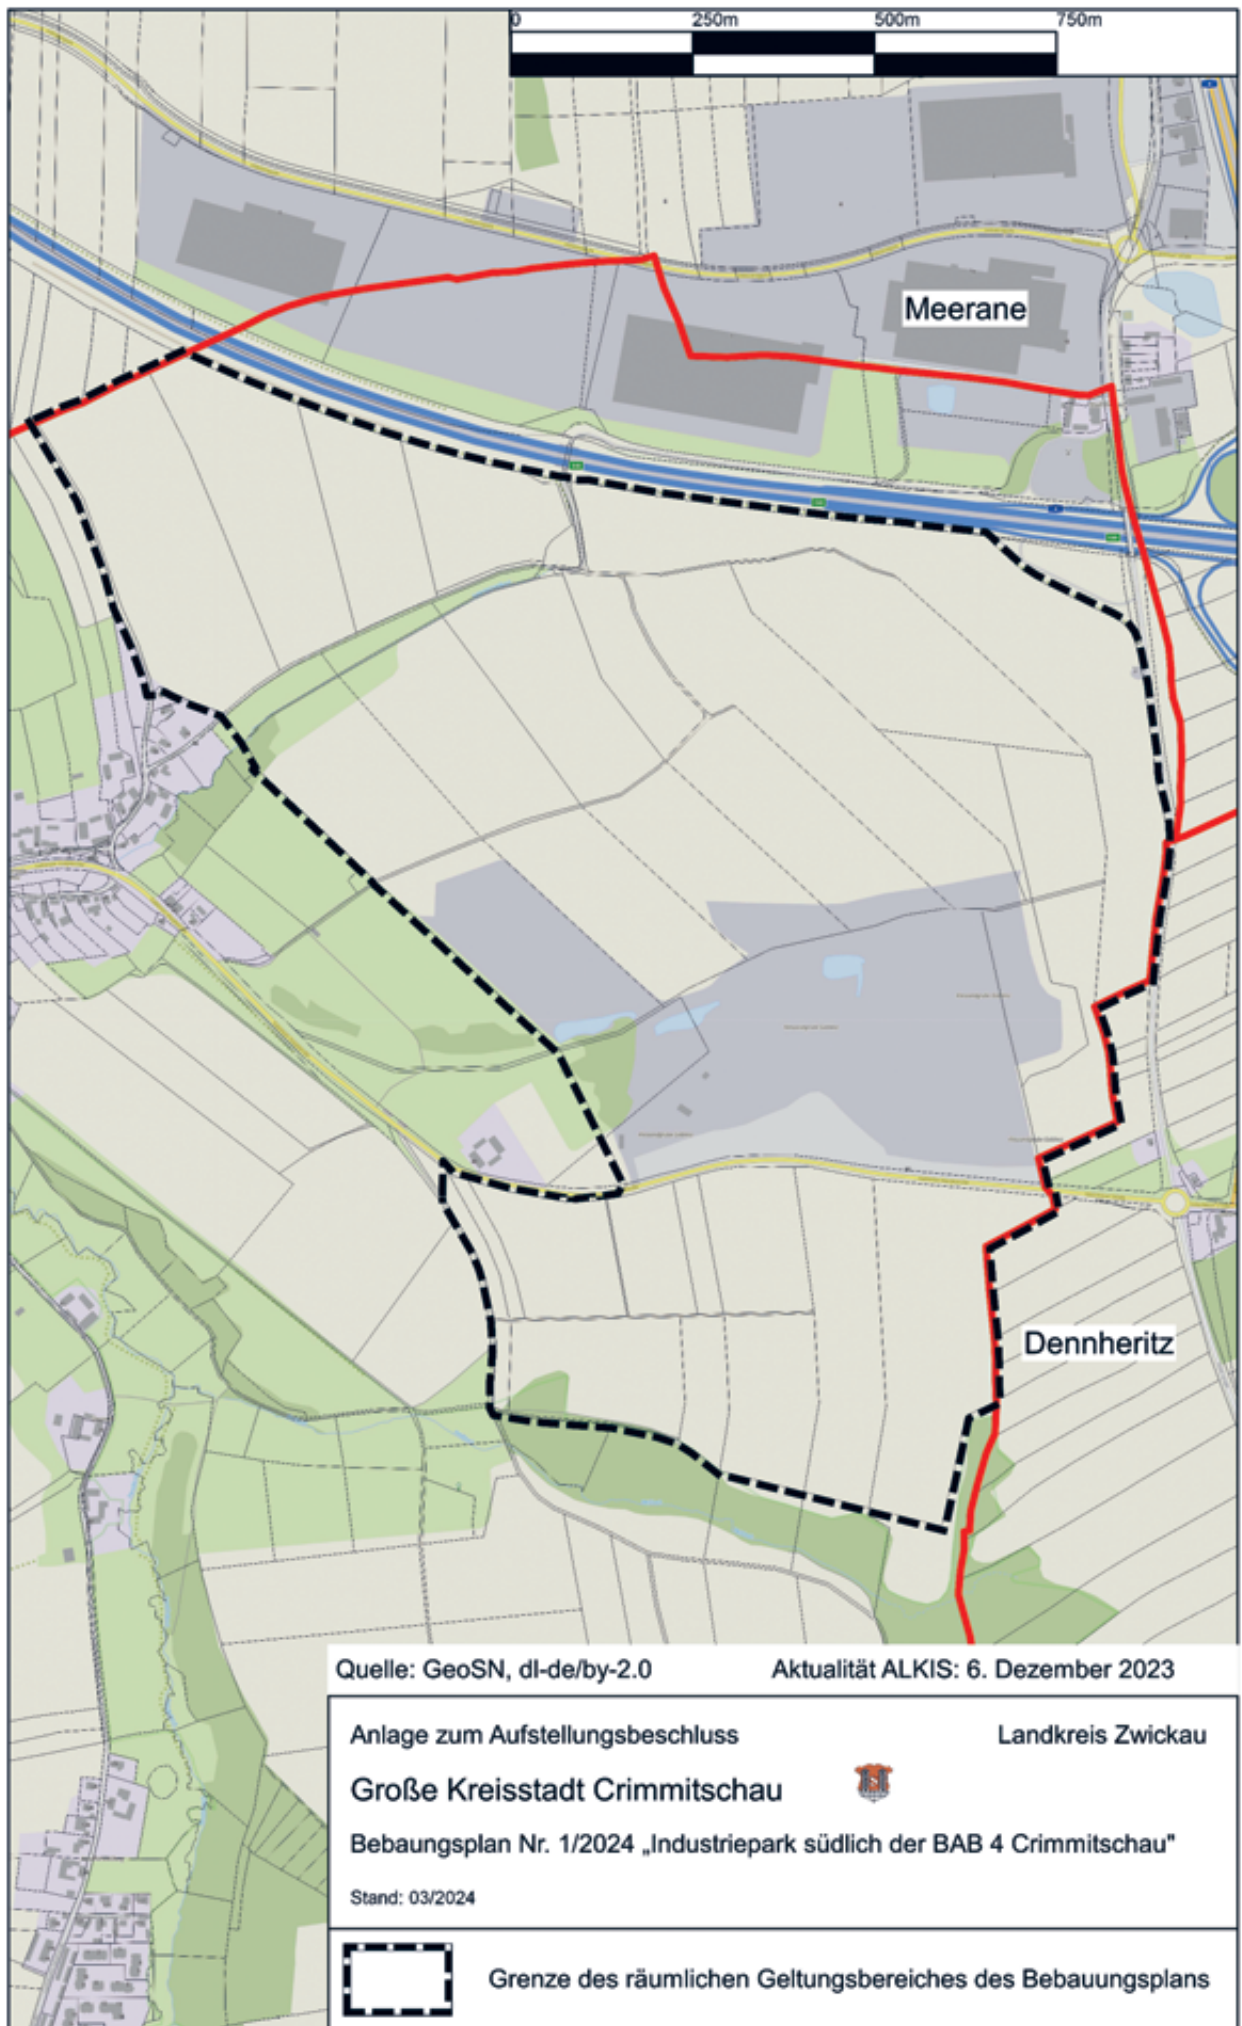 0 250m 500m 750m
Meerane
Dennheritz
Quelle: GeoSN, dl-de/by-2.0 Aktualität ALKIS: 6. Dezember 2023
Anlage zum Aufstellungsbeschluss Landkreis Zwickau
Große Kreisstadt Crimmitschau
Bebaungsplan Nr. 1/2024 „Industriepark südlich der BAB 4 Crimmitschau"
Stand: 03/2024
Grenze des räumlichen Geltungsbereiches des Bebauungsplans